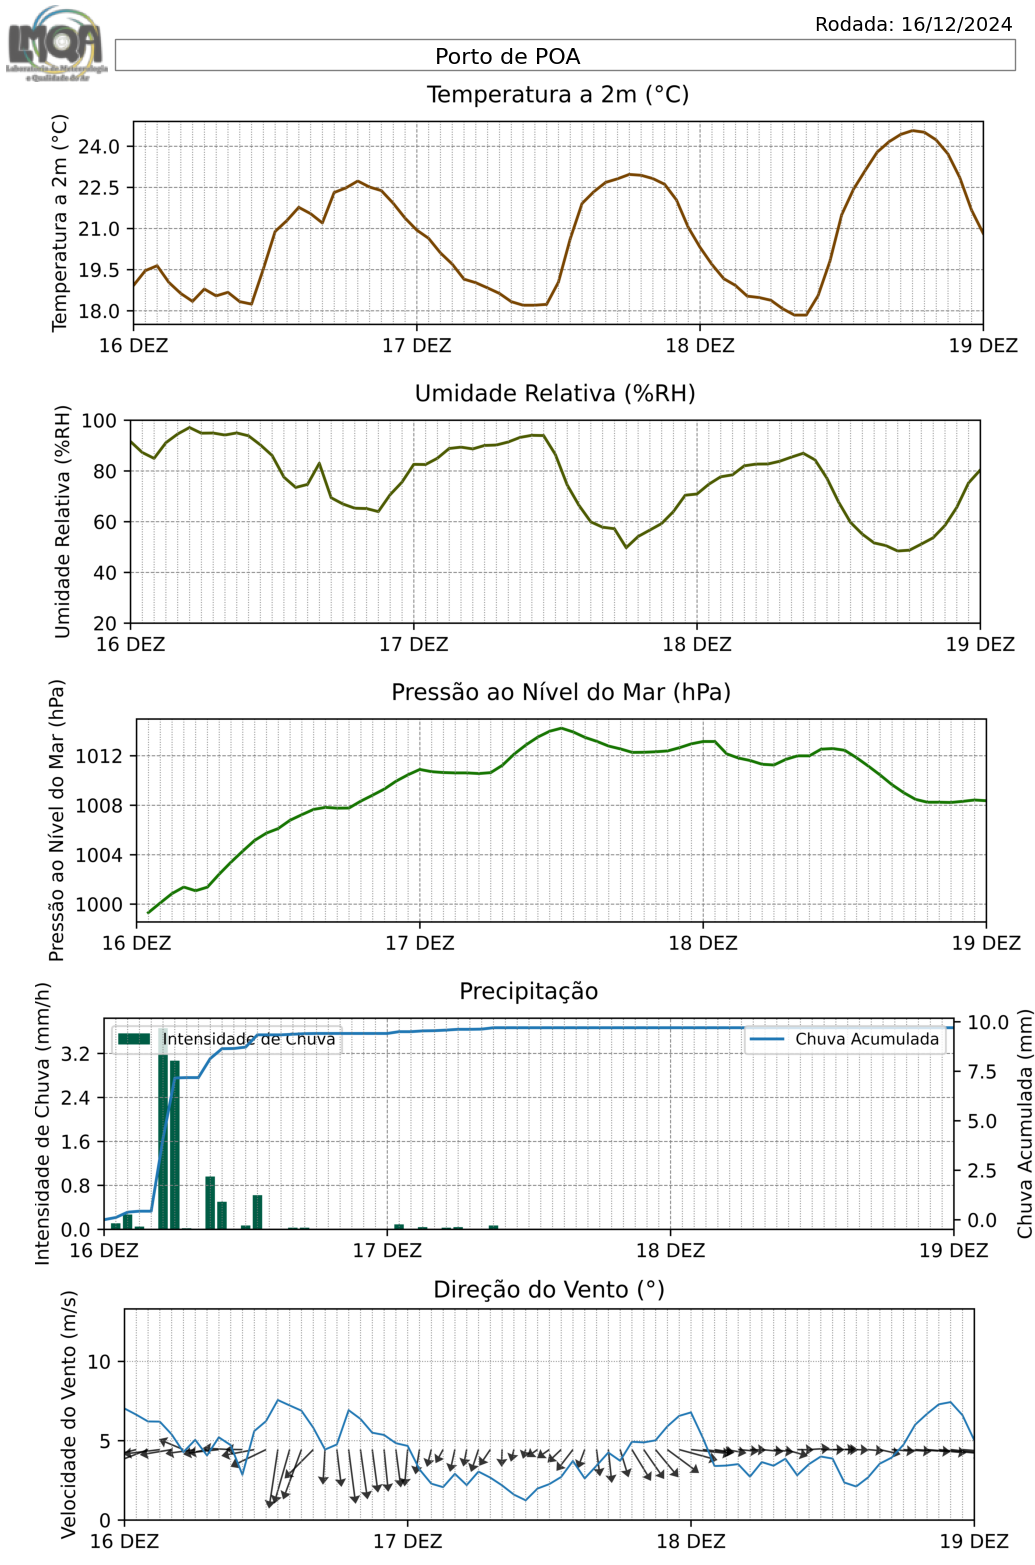 LMQA
Laboratório de Meteorologia
e Qualidade do Ar
Rodada: 16/12/2024
Porto de POA
Temperatura a 2m (°C)
Temperatura a 2m (°C)
24.0
22.5
21.0
19.5
18.0
16 DEZ 17 DEZ 18 DEZ 19 DEZ
Umidade Relativa (%RH)
Umidade Relativa (%RH)
100
80
60
40
20
16 DEZ 17 DEZ 18 DEZ 19 DEZ
Pressão ao Nível do Mar (hPa)
Pressão ao Nível do Mar (hPa)
1012
1008
1004
1000
16 DEZ 17 DEZ 18 DEZ 19 DEZ
Precipitação
Intensidade de Chuva (mm/h)
Intensidade de Chuva
Chuva Acumulada
3.2
2.4
1.6
0.8
0.0
10.0
7.5
5.0
2.5
0.0
Chuva Acumulada (mm)
16 DEZ 17 DEZ 18 DEZ 19 DEZ
Direção do Vento (°)
Velocidade do Vento (m/s)
10
5
0
16 DEZ 17 DEZ 18 DEZ 19 DEZ